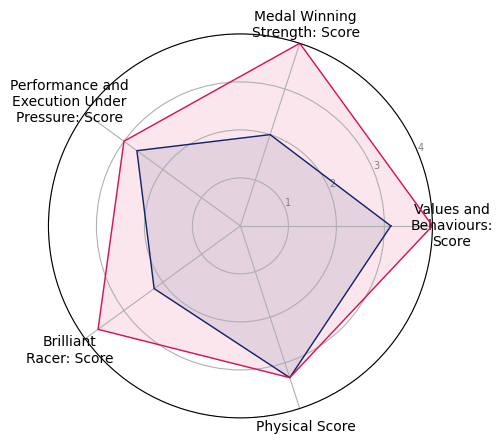 Medal Winning
Strength: Score
Performance and
Execution Under
Pressure: Score
4
3
2
1
Values and
Behaviours:
Score
Brilliant
Racer: Score
Physical Score